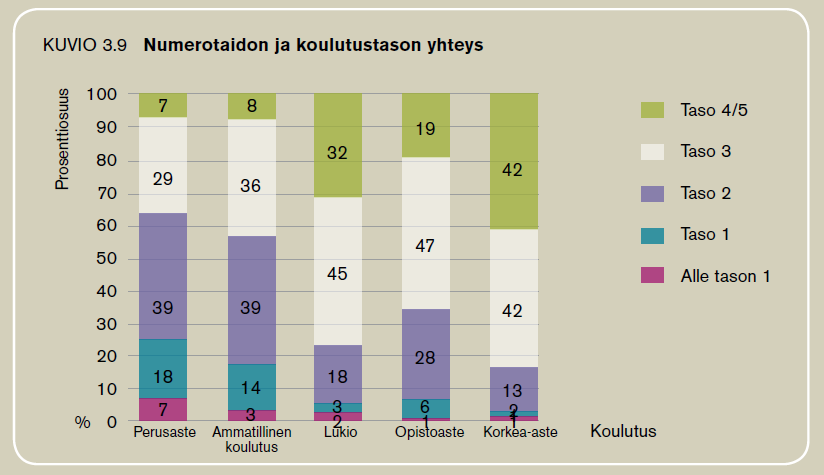 KUVIO 3.9 Numerotaidon ja koulutustason yhteys
Prosenttiosuus
100
90
80
70
60
50
40
30
20
10
% 0
7 8 32 19 42
29 36 45 47 42
39 39 18 28 13
18 14 3 6 2
7 3 2 1 1
Perusaste Ammatillinen Lukio Opistoaste Korkea-aste Koulutus
koulutus
Taso 4/5
Taso 3
Taso 2
Taso 1
Alle tason 1